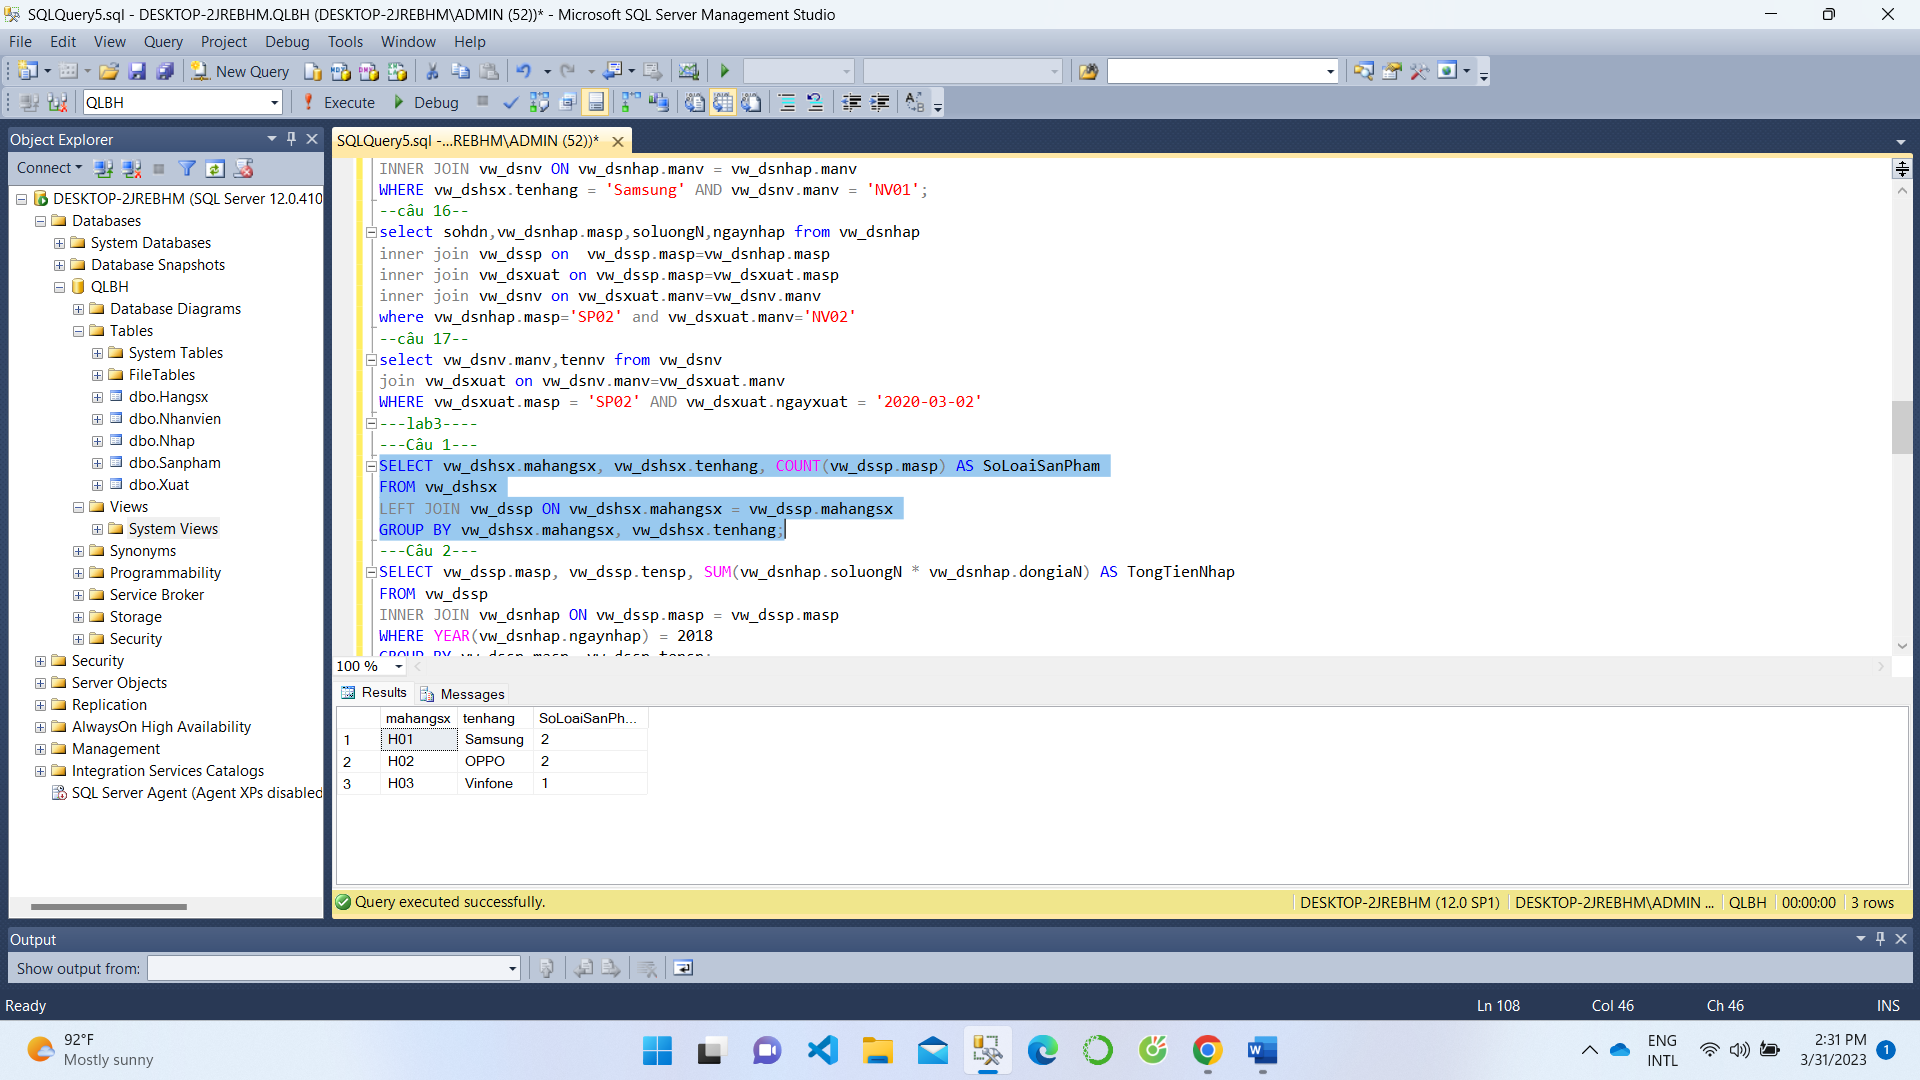 SQLQuery5.sql - DESKTOP-2JREBHM.QLBH (DESKTOP-2JREBHM\ADMIN (52))* - Microsoft SQL Server Management Studio
File Edit View Query Project Debug Tools Window Help
New Query
QLBH Execute Debug
Object Explorer
Connect
DESKTOP-2JREBHM (SQL Server 12.0.410
Databases
System Databases
Database Snapshots
QLBH
Database Diagrams
Tables
System Tables
FileTables
dbo.Hangsx
dbo.Nhanvien
dbo.Nhap
dbo.Sanpham
dbo.Xuat
Views
System Views
Synonyms
Programmability
Service Broker
Storage
Security
Security
Server Objects
Replication
AlwaysOn High Availability
Management
Integration Services Catalogs
SQL Server Agent (Agent XPs disabled
SQLQuery5.sql -...REBHM\ADMIN (52))*
INNER JOIN vw_dsnv ON vw_dsnhap.manv = vw_dsnhap.manv
WHERE vw_dshsx.tenhang = 'Samsung' AND vw_dsnv.manv = 'NV01';
--câu 16--
select sohdn,vw_dsnhap.masp,soluongN,ngaynhap from vw_dsnhap
inner join vw_dssp on  vw_dssp.masp=vw_dsnhap.masp
inner join vw_dsxuat on vw_dssp.masp=vw_dsxuat.masp
inner join vw_dsnv on vw_dsxuat.manv=vw_dsnv.manv
where vw_dsnhap.masp='SP02' and vw_dsxuat.manv='NV02'
--câu 17--
select vw_dsnv.manv,tennv from vw_dsnv
join vw_dsxuat on vw_dsnv.manv=vw_dsxuat.manv
WHERE vw_dsxuat.masp = 'SP02' AND vw_dsxuat.ngayxuat = '2020-03-02'
---lab3----
---Câu 1---
SELECT vw_dshsx.mahangsx, vw_dshsx.tenhang, COUNT(vw_dssp.masp) AS SoLoaiSanPham
FROM vw_dshsx
LEFT JOIN vw_dssp ON vw_dshsx.mahangsx = vw_dssp.mahangsx
GROUP BY vw_dshsx.mahangsx, vw_dshsx.tenhang;
---Câu 2---
SELECT vw_dssp.masp, vw_dssp.tensp, SUM(vw_dsnhap.soluongN * vw_dsnhap.dongiaN) AS TongTienNhap
FROM vw_dssp
INNER JOIN vw_dsnhap ON vw_dssp.masp = vw_dssp.masp
WHERE YEAR(vw_dsnhap.ngaynhap) = 2018
GROUP BY vw_dssp.masp, vw_dssp.tensp;
100 %
Results Messages
mahangsx tenhang SoLoaiSanPh...
1 H01 Samsung 2
2 H02 OPPO 2
3 H03 Vinfone 1
Query executed successfully. DESKTOP-2JREBHM (12.0 SP1) DESKTOP-2JREBHM\ADMIN ... QLBH 00:00:00 3 rows
Output
Show output from:
Ready Ln 108 Col 46 Ch 46 INS
92°F
Mostly sunny
ENG
INTL
2:31 PM
3/31/2023
1